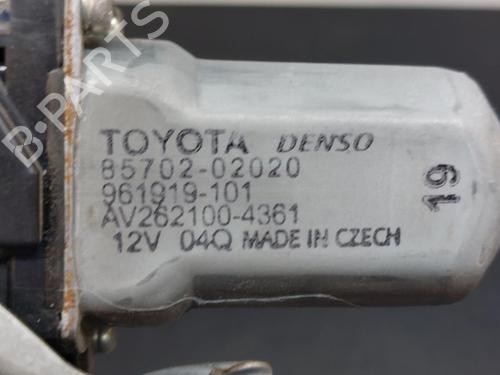 TOYOTA DENSO
85702-02020
961919-101
AV262100-4361
12V 04Q MADE IN CZECH
19
B-PARTS